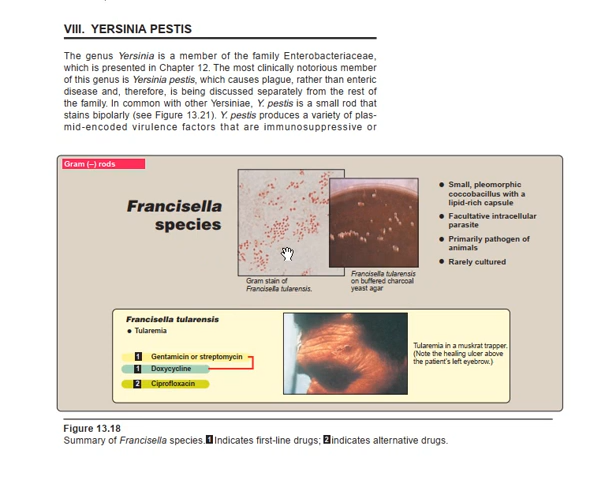 VIII. YERSINIA PESTIS
The genus Yersinia is a member of the family Enterobacteriaceae,
which is presented in Chapter 12. The most clinically notorious member
of this genus is Yersinia pestis, which causes plague, rather than enteric
disease and, therefore, is being discussed separately from the rest of
the family. In common with other Yersiniae, Y. pestis is a small rod that
stains bipolarly (see Figure 13.21). Y. pestis produces a variety of plas-
mid-encoded virulence factors that are immunosuppressive or
Gram (–) rods
Francisella
species
Gram stain of
Francisella tularensis.
Francisella tularensis
on buffered charcoal
yeast agar
● Small, pleomorphic
coccobacillus with a
lipid-rich capsule
● Facultative intracellular
parasite
● Primarily pathogen of
animals
● Rarely cultured
Francisella tularensis
● Tularemia
1 Gentamicin or streptomycin
1 Doxycycline
2 Ciprofloxacin
Tularemia in a muskrat trapper.
(Note the healing ulcer above
the patient's left eyebrow.)
Figure 13.18
Summary of Francisella species. 1 Indicates first-line drugs; 2 indicates alternative drugs.